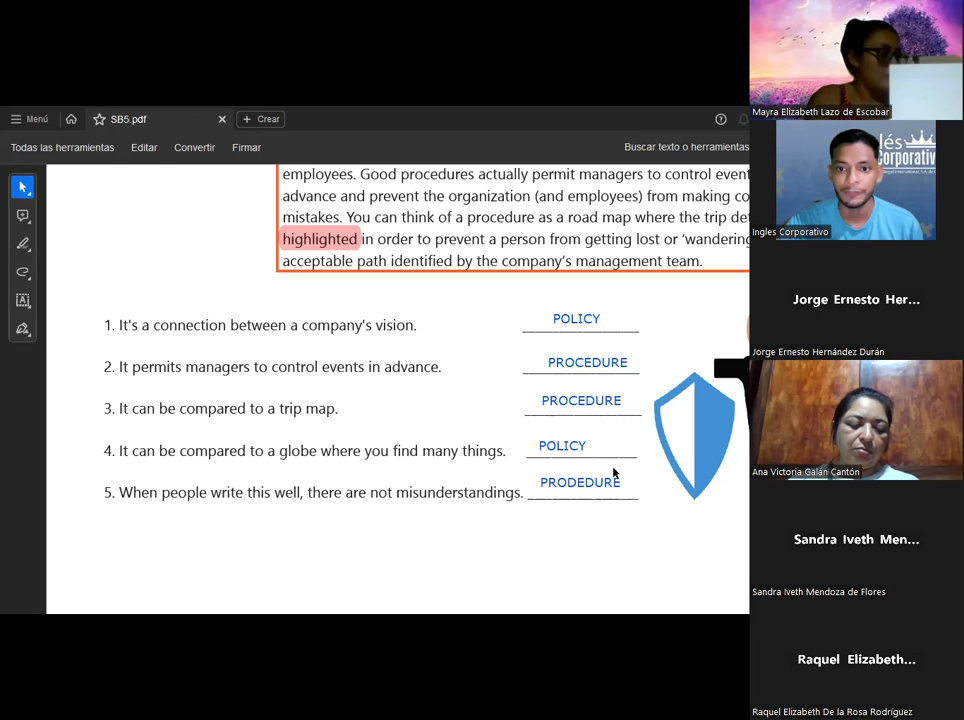 Menú
SB5.pdf
Crear
Todas las herramientas
Editar
Convertir
Firmar
Buscar texto o herramientas
employees. Good procedures actually permit managers to control event
advance and prevent the organization (and employees) from making co
mistakes. You can think of a procedure as a road map where the trip det
highlighted in order to prevent a person from getting lost or ‘wandering
acceptable path identified by the company’s management team.
1. It's a connection between a company's vision. POLICY
2. It permits managers to control events in advance. PROCEDURE
3. It can be compared to a trip map. PROCEDURE
4. It can be compared to a globe where you find many things. POLICY
5. When people write this well, there are not misunderstandings. PRODEDURE
Mayra Elizabeth Lazo de Escobar
lés
orporativ
Ingles Corporativo
Jorge Ernesto Her...
Jorge Ernesto Hernández Durán
Ana Victoria Galán Cantón
Sandra Iveth Men...
Sandra Iveth Mendoza de Flores
Raquel Elizabeth...
Raquel Elizabeth De la Rosa Rodríguez